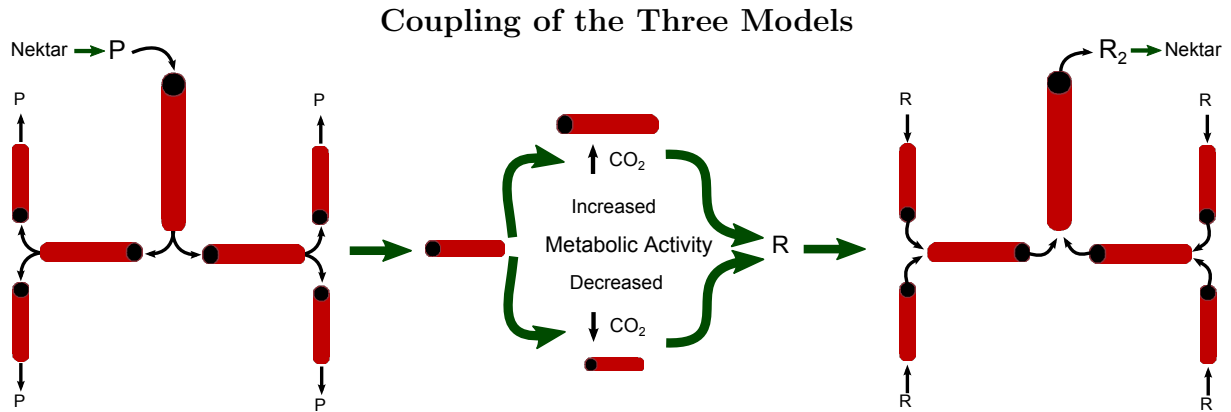 Coupling of the Three Models
Nektar P
P P
P P
CO₂
Increased
Metabolic Activity
Decreased
CO₂
R
R₂ Nektar
R R
R R